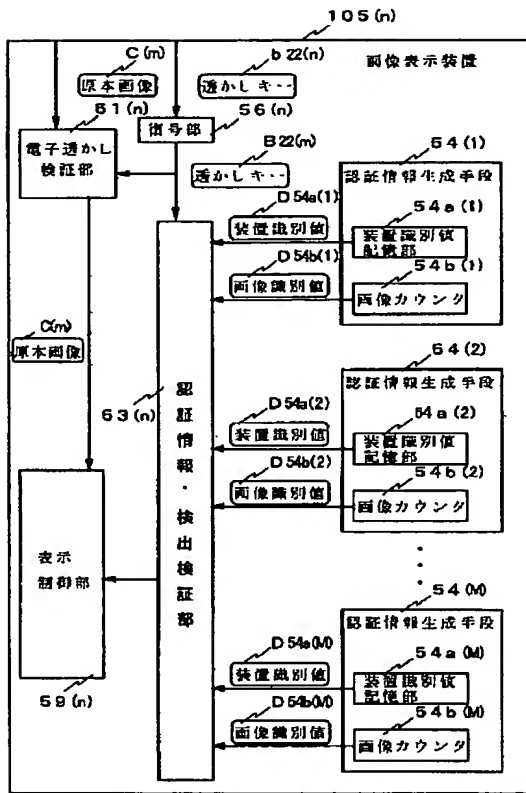 105(n)
C(m)
原本画像
b22(n)
透かしキ‥
画像表示装置
51(n)
56(n)
電子透かし
検証部
復号部
B22(m)
透かしキ‥
54(1)
認証情報生成手段
D54a(1)
装置識別値
54a(1)
装置識別値
記憶部
D54b(1)
画像識別値
54b(1)
画像カウンタ
C(m)
原本画像
53(n)
認証情報・検出検証部
54(2)
認証情報生成手段
D54a(2)
装置識別値
54a(2)
装置識別値
記憶部
D54b(2)
画像識別値
54b(2)
画像カウンタ
表示
制御部
59(n)
54(M)
認証情報生成手段
D54a(M)
装置識別値
54a(M)
装置識別値
記憶部
D54b(M)
画像識別値
54b(M)
画像カウンタ